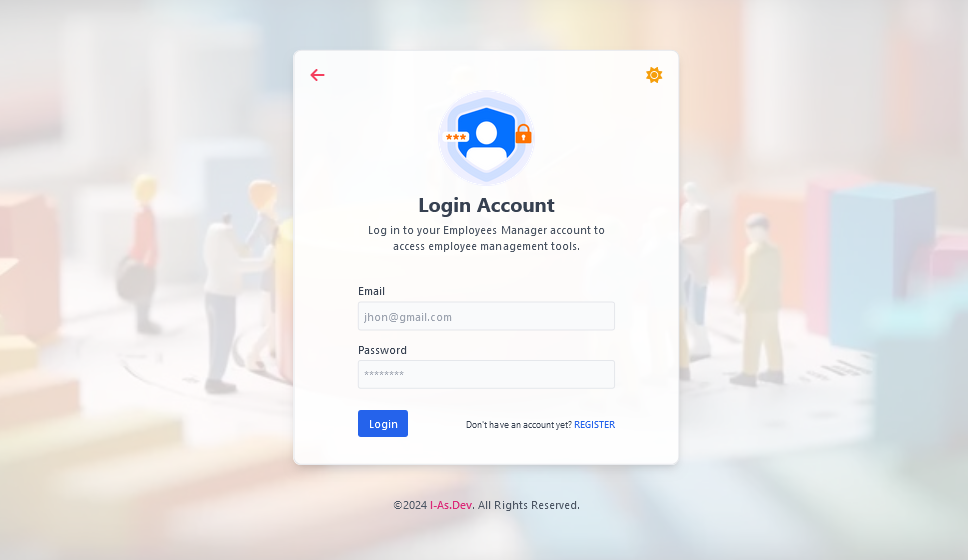 ***
Login Account
Log in to your Employees Manager account to
access employee management tools.
Email
jhon@gmail.com
Password
********
Login
Don't have an account yet? REGISTER
©2024 I-As.Dev. All Rights Reserved.